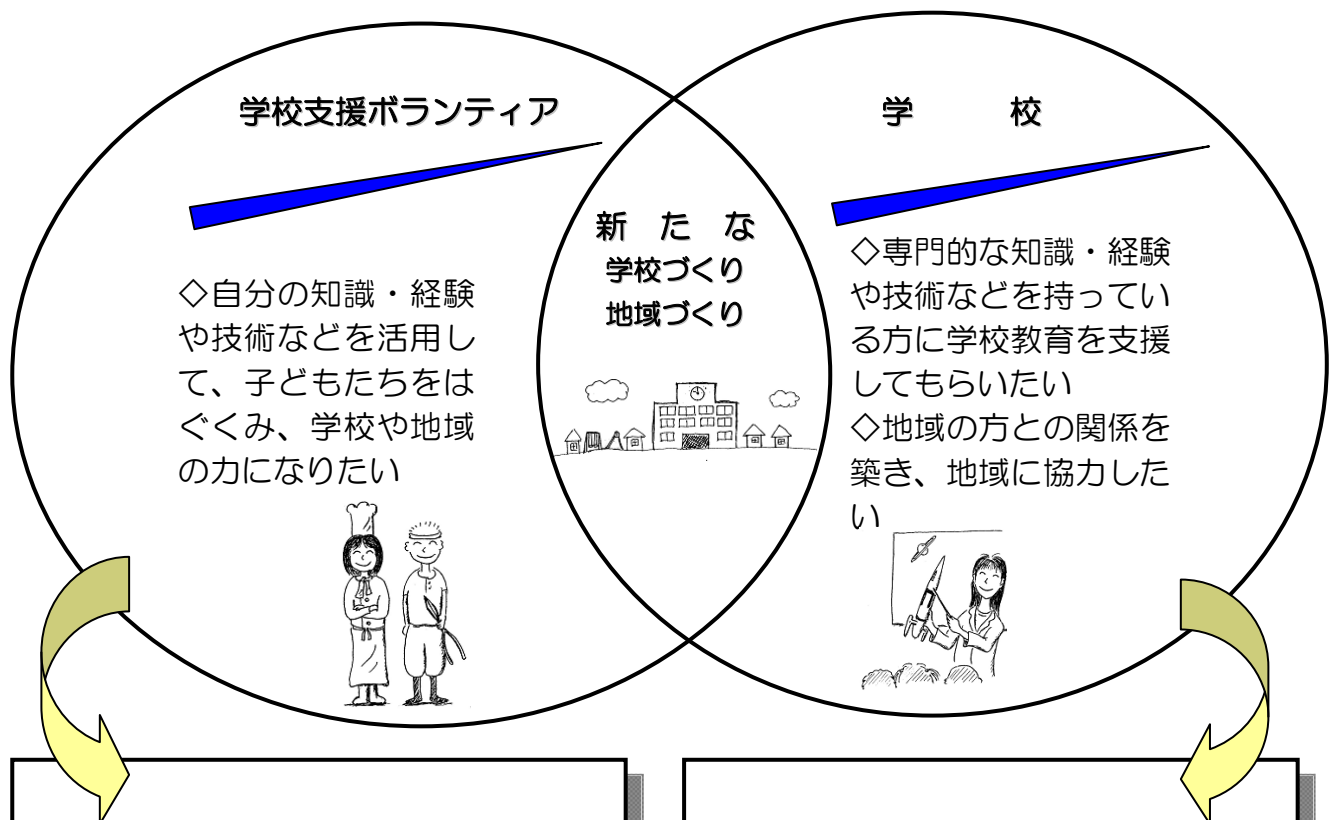 学校支援ボランティア
◇自分の知識・経験
や技術などを活用し
て、子どもたちをは
ぐくみ、学校や地域
の力になりたい
新 た な
学校づくり
地域づくり
学 校
◇専門的な知識・経験
や技術などを持ってい
る方に学校教育を支援
してもらいたい
◇地域の方との関係を
築き、地域に協力した
い